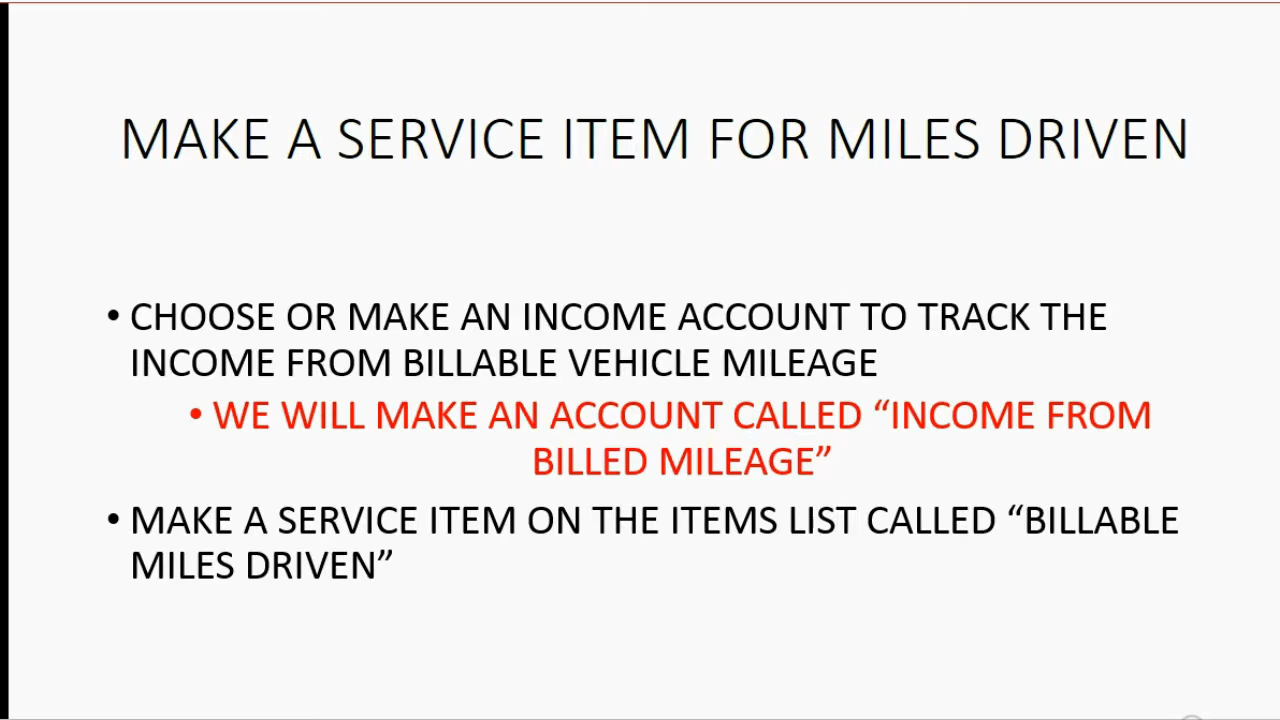 MAKE A SERVICE ITEM FOR MILES DRIVEN
• CHOOSE OR MAKE AN INCOME ACCOUNT TO TRACK THE
INCOME FROM BILLABLE VEHICLE MILEAGE
• WE WILL MAKE AN ACCOUNT CALLED “INCOME FROM
BILLED MILEAGE”
• MAKE A SERVICE ITEM ON THE ITEMS LIST CALLED “BILLABLE
MILES DRIVEN”